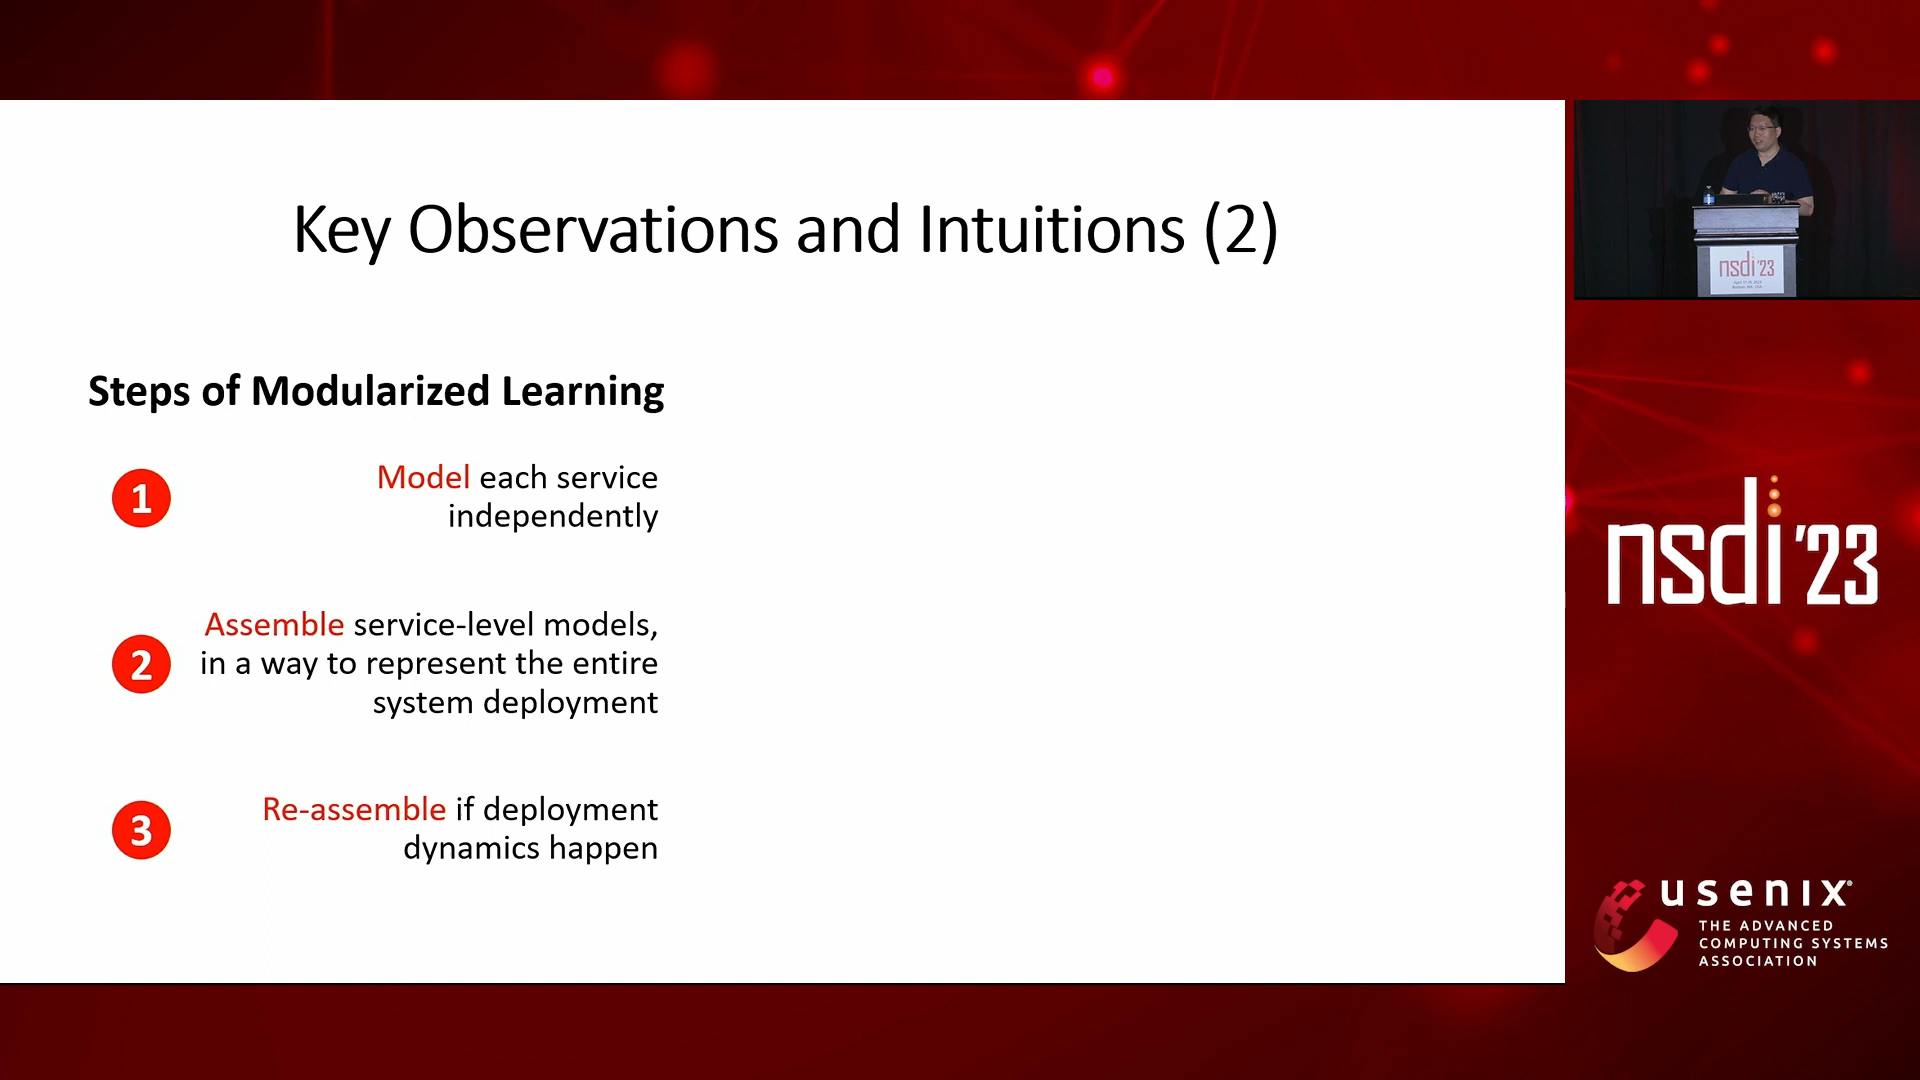 Key Observations and Intuitions (2)
Steps of Modularized Learning
1
Model each service
independently
2
Assemble service-level models,
in a way to represent the entire
system deployment
3
Re-assemble if deployment
dynamics happen
nsdi '23
nsdi '23
usenix®
THE ADVANCED
COMPUTING SYSTEMS
ASSOCIATION